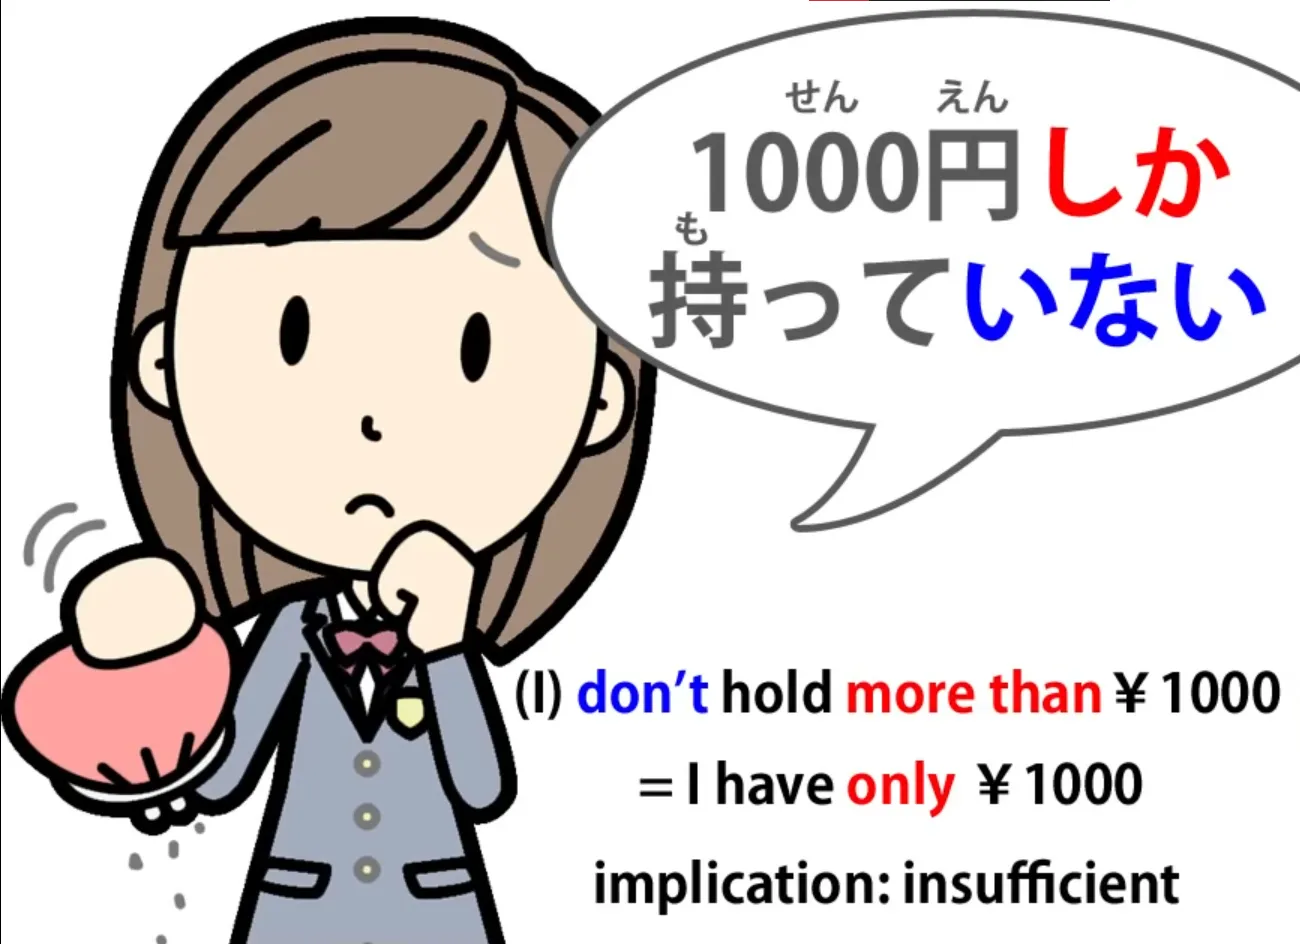 せん えん
1000円しか
も
持っていない
(I) don't hold more than ¥1000
= I have only ¥1000
implication: insufficient